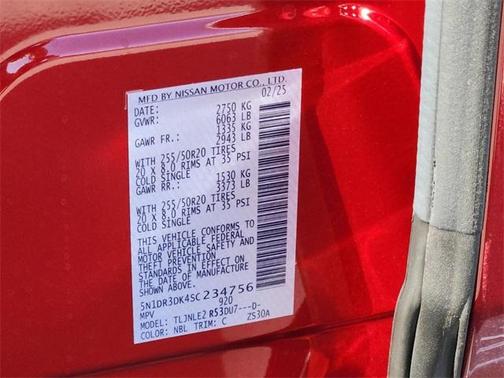 MFD BY NISSAN MOTOR CO., LTD.
DATE: 02/25
GVWR: 2750 KG
6063 LB
GAWR FR.: 1335 KG
2943 LB
WITH 255/50R20 TIRES
20 X 8.0 RIMS AT 35 PSI
COLD SINGLE
GAWR RR.: 1530 KG
3373 LB
WITH 255/50R20 TIRES
20 X 8.0 RIMS AT 35 PSI
COLD SINGLE
THIS VEHICLE CONFORMS TO
ALL APPLICABLE FEDERAL
MOTOR VEHICLE SAFETY AND
THEFT PREVENTION
STANDARDS IN EFFECT ON
THE DATE OF MANUFACTURE
SHOWN ABOVE.
5N1DR3DK4SC234756
MPV 920
MODEL: TLJNLE2 R53DU7---D-
COLOR: NBL TRIM: C ZS30A